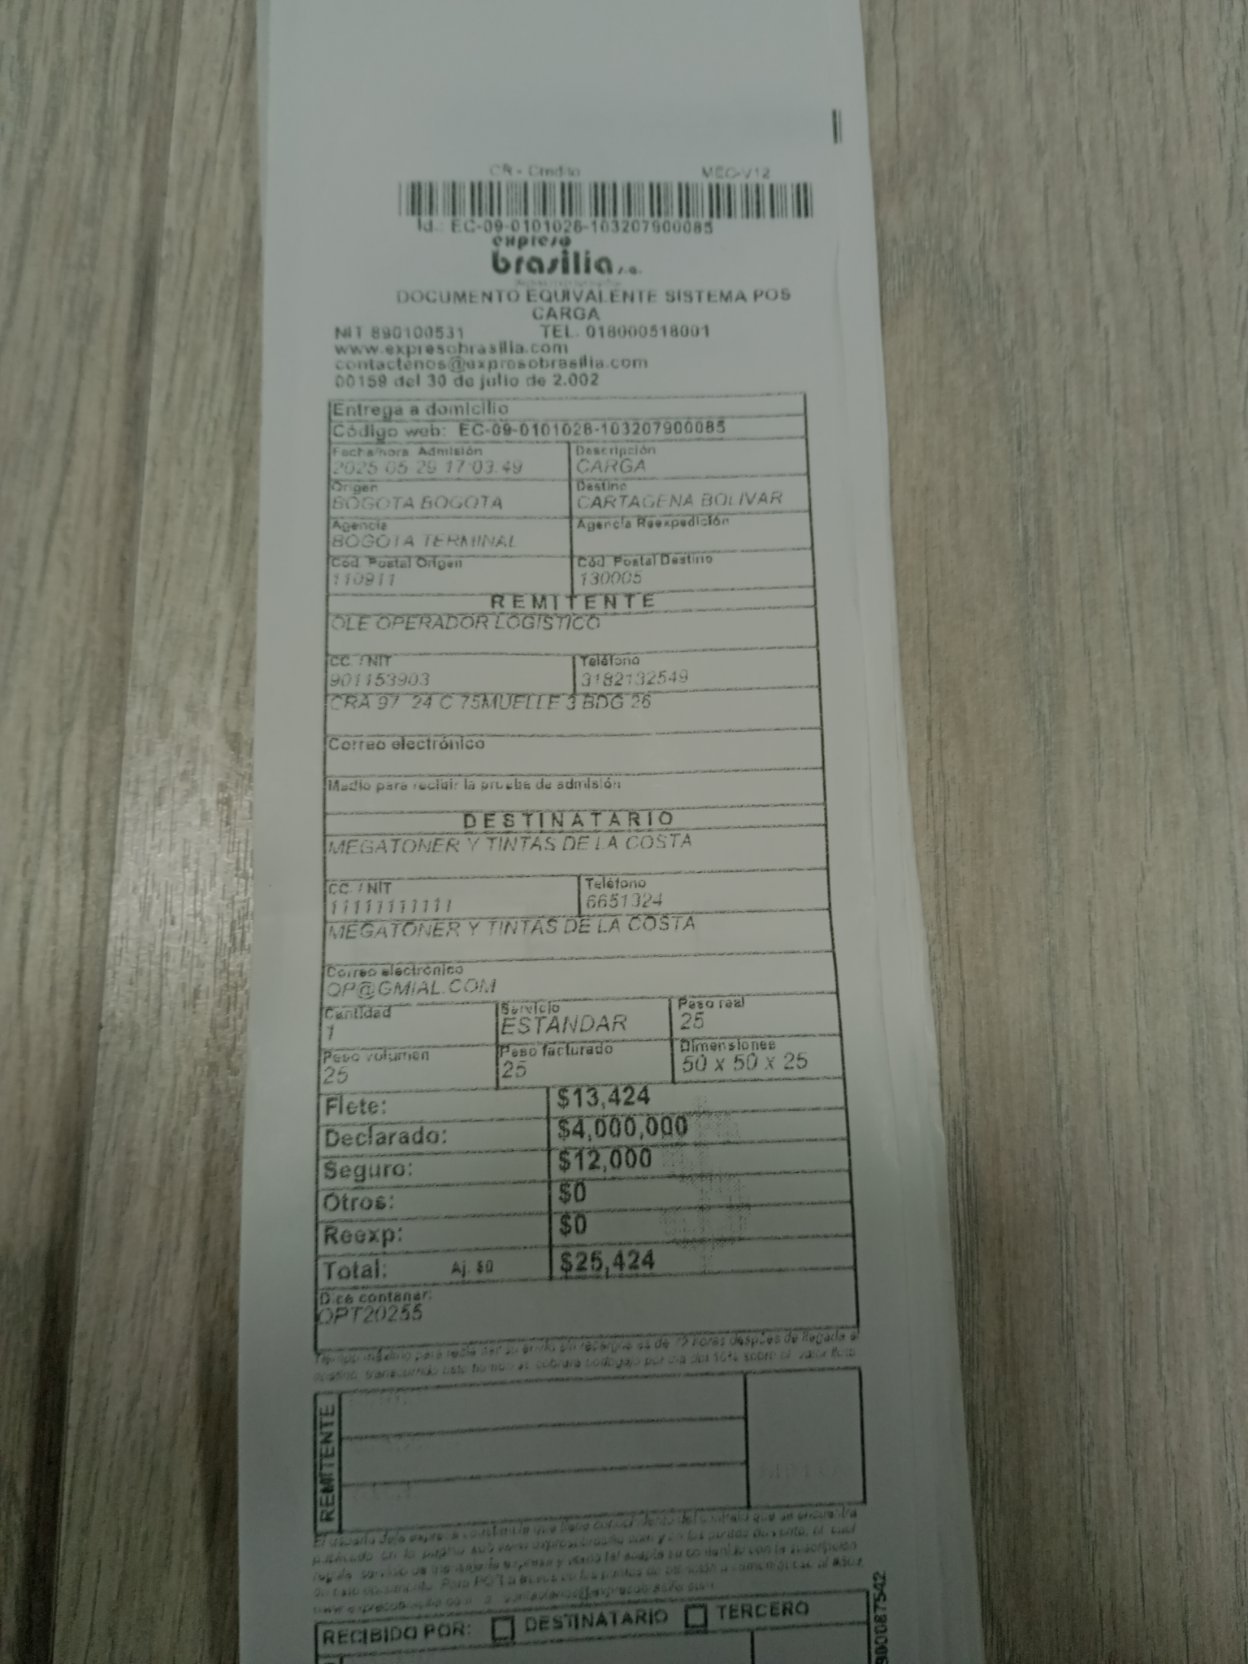 CR - Credito MEC-V12
Id.: EC-09-0101028-103207900085
expreso
brasilia s.a.
DOCUMENTO EQUIVALENTE SISTEMA POS
CARGA
NIT 890100531 TEL. 018000518001
www.expresobrasilia.com
contactenos@expresobrasilia.com
00159 del 30 de julio de 2.002
Entrega a domicilio
Código web: EC-09-0101028-103207900085
Fecha/hora Admisión Descripción
2025 05 29 17:03:49 CARGA
Origen Destino
BOGOTA BOGOTA CARTAGENA BOLIVAR
Agencia Agencia Reexpedición
BOGOTA TERMINAL
Cód. Postal Origen Cód. Postal Destino
110911 130005
REMITENTE
OLE OPERADOR LOGISTICO
CC. / NIT Teléfono
901153903 3182132549
CRA 97 24 C 75MUELLE 3 BDG 26
Correo electrónico
Medio para recibir la prueba de admisión
DESTINATARIO
MEGATONER Y TINTAS DE LA COSTA
CC. / NIT Teléfono
11111111111 6651324
MEGATONER Y TINTAS DE LA COSTA
Correo electrónico
OP@GMIAL.COM
Cantidad Servicio Peso real
1 ESTANDAR 25
Peso volumen Peso facturado Dimensiones
25 25 50 x 50 x 25
Flete: $13,424
Declarado: $4,000,000
Seguro: $12,000
Otros: $0
Reexp: $0
Total: Aj. $0 $25,424
Dice contener:
OPT20255
REMITENTE
RECIBIDO POR: DESTINATARIO TERCERO
900087542